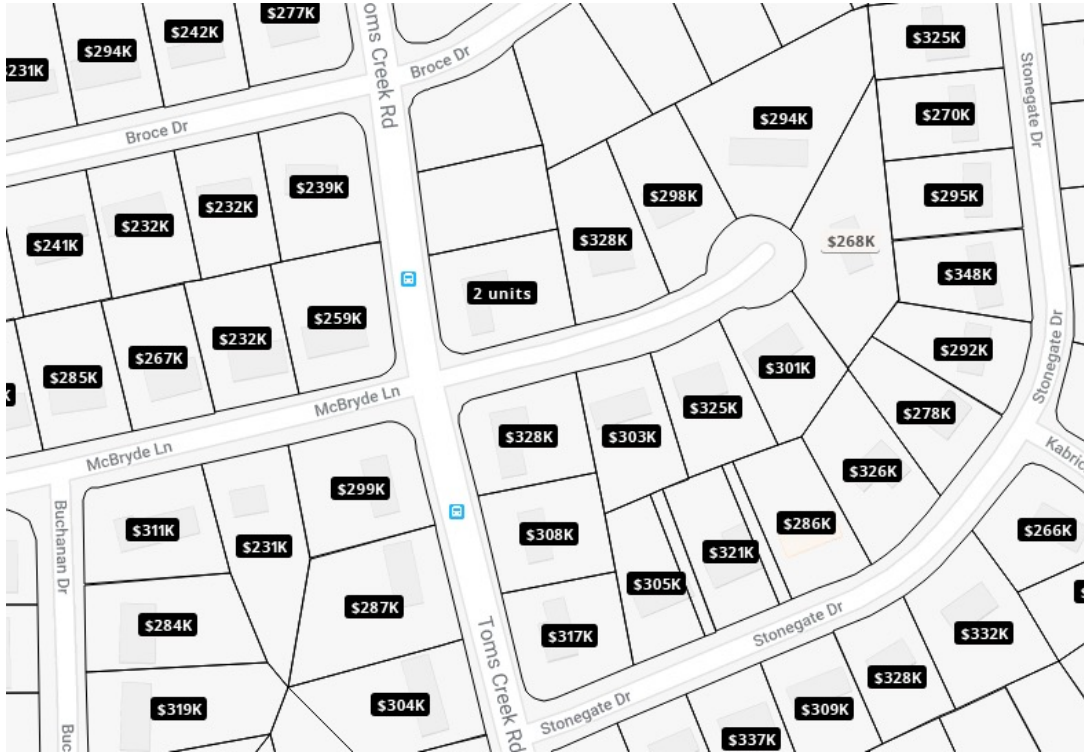 $277K
$242K
$294K
$231K
Toms Creek Rd
Broce Dr
$325K
Stonegate Dr
$294K
$270K
Broce Dr
$239K
$298K
$295K
$232K
$232K
$241K
$328K
$268K
$348K
2 units
$259K
$232K
$267K
$285K
$292K
Stonegate Dr
$301K
McBryde Ln
$325K
$278K
$328K
$303K
Kabric
McBryde Ln
$326K
$299K
$311K
$231K
$308K
$286K
$266K
Buchanan Dr
$321K
$305K
$287K
$284K
$317K
Toms Creek Rd
Stonegate Dr
$332K
$328K
$319K
$304K
Stonegate Dr
$309K
$337K